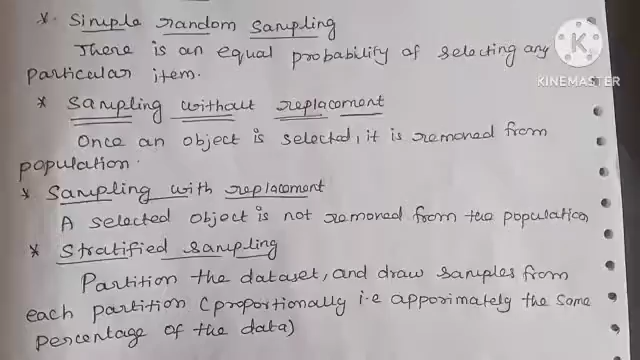 * Simple random sampling
There is an equal probability of selecting any
particular item.
* Sampling without replacement
Once an object is selected, it is removed from
population.
* Sampling with replacement
A selected object is not removed from the population
* Stratified sampling
Partition the dataset, and draw samples from
each partition (proportionally i.e apporimately the same
percentage of the data)
K
KINEMASTER